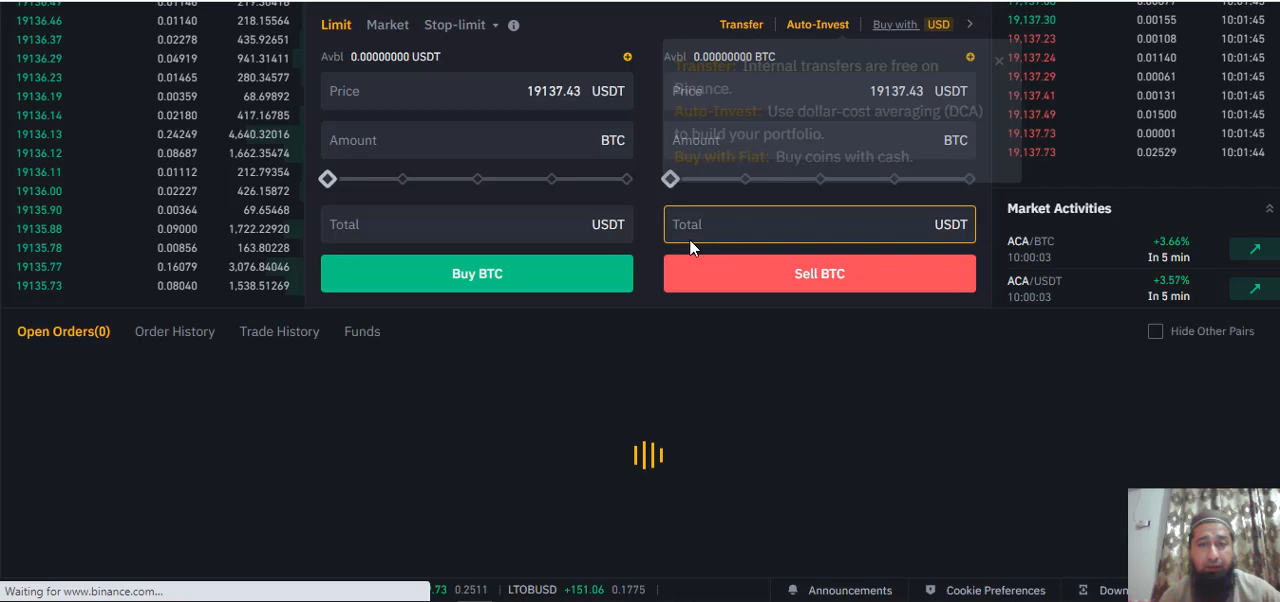 19136.46 0.01140 218.15564
19136.37 0.02278 435.92651
19136.29 0.04919 941.31411
19136.23 0.01465 280.34577
19136.19 0.00359 68.69892
19136.14 0.02180 417.16785
19136.13 0.24249 4,640.32016
19136.12 0.08687 1,662.35474
19136.11 0.01112 212.79354
19136.00 0.02227 426.15872
19135.90 0.00364 69.65468
19135.88 0.09000 1,722.22920
19135.78 0.00856 163.80228
19135.77 0.16079 3,076.84046
19135.73 0.08040 1,538.51269
Limit Market Stop-limit
Transfer Auto-Invest Buy with USD
Avbl 0.00000000 USDT
Price 19137.43 USDT
Amount BTC
Total USDT
Buy BTC
Avbl 0.00000000 BTC
Transfer: Internal transfers are free on
Binance.
Price 19137.43 USDT
Auto-Invest: Use dollar-cost averaging (DCA)
to build your portfolio.
Amount BTC
Buy with Fiat: Buy coins with cash.
Total USDT
Sell BTC
19,137.30 0.00155 10:01:45
19,137.23 0.00108 10:01:45
19,137.24 0.01140 10:01:45
19,137.29 0.00061 10:01:45
19,137.41 0.00131 10:01:45
19,137.49 0.01500 10:01:45
19,137.73 0.00001 10:01:45
19,137.73 0.02529 10:01:44
Market Activities
ACA/BTC +3.66%
10:00:03 In 5 min
ACA/USDT +3.57%
10:00:03 In 5 min
Open Orders(0) Order History Trade History Funds
Hide Other Pairs
Waiting for www.binance.com...
.73 0.2511 LTOBUSD +151.06 0.1775
Announcements Cookie Preferences Down